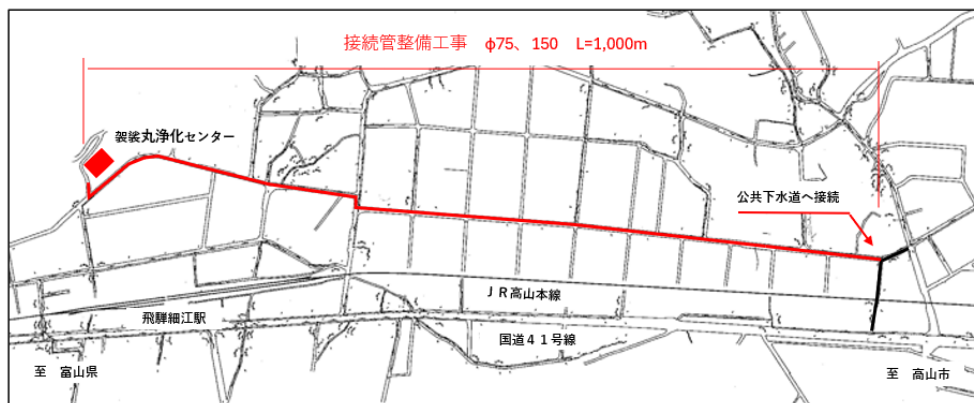 接続管整備工事 φ75、150 L=1,000m
袈裟丸浄化センター
公共下水道へ接続
ＪＲ高山本線
飛騨細江駅
国道４１号線
至 富山県
至 高山市